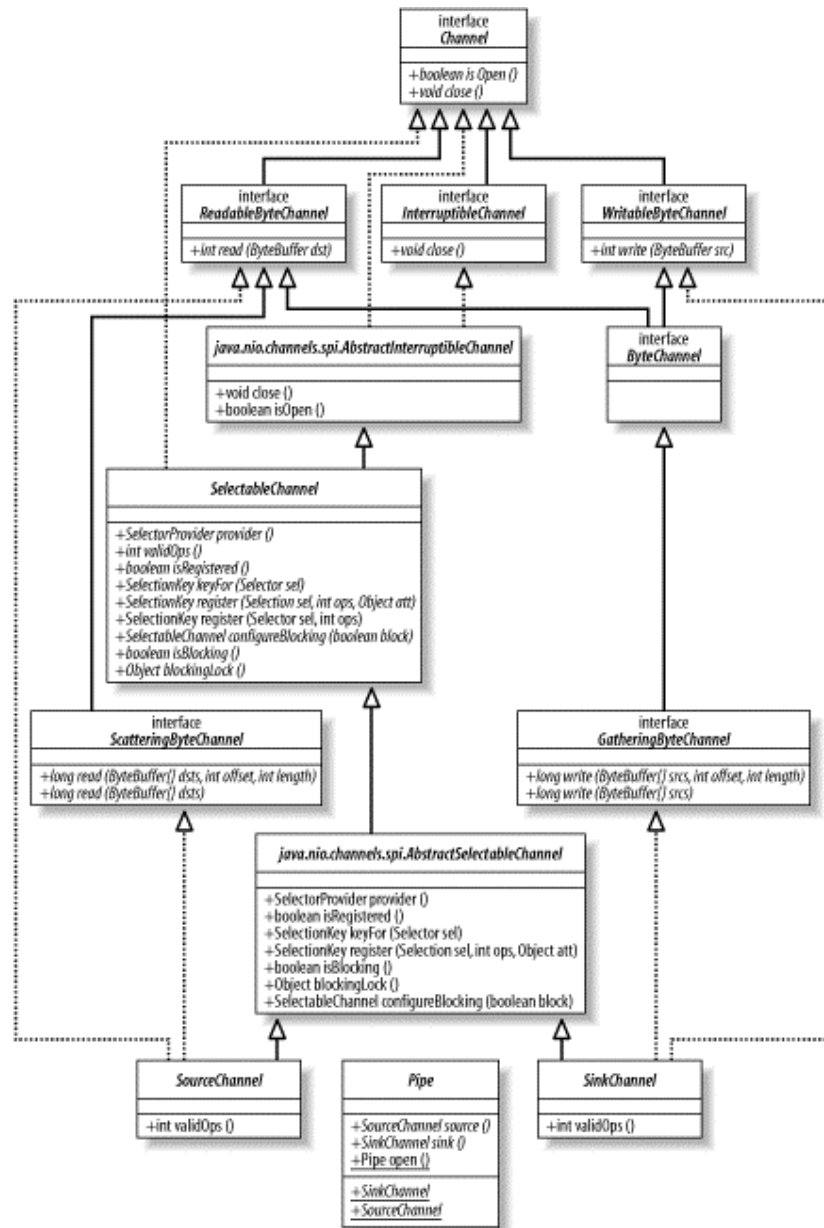 interface
Channel
+boolean is Open ()
+void close ()
interface
ReadableByteChannel
+int read (ByteBuffer dst)
interface
InterruptibleChannel
+void close ()
interface
WritableByteChannel
+int write (ByteBuffer src)
java.nio.channels.spi.AbstractInterruptibleChannel
+void close ()
+boolean isOpen ()
interface
ByteChannel
SelectableChannel
+SelectorProvider provider ()
+int validOps ()
+boolean isRegistered ()
+SelectionKey keyFor (Selector sel)
+SelectionKey register (Selection sel, int ops, Object att)
+SelectionKey register (Selector sel, int ops)
+SelectableChannel configureBlocking (boolean block)
+boolean isBlocking ()
+Object blockingLock ()
interface
ScatteringByteChannel
+long read (ByteBuffer[] dsts, int offset, int length)
+long read (ByteBuffer[] dsts)
interface
GatheringByteChannel
+long write (ByteBuffer[] srcs, int offset, int length)
+long write (ByteBuffer[] srcs)
java.nio.channels.spi.AbstractSelectableChannel
+SelectorProvider provider ()
+boolean isRegistered ()
+SelectionKey keyFor (Selector sel)
+SelectionKey register (Selection sel, int ops, Object att)
+boolean isBlocking ()
+Object blockingLock ()
+SelectableChannel configureBlocking (boolean block)
SourceChannel
+int validOps ()
Pipe
+SourceChannel source ()
+SinkChannel sink ()
+Pipe open ()
+SinkChannel
+SourceChannel
SinkChannel
+int validOps ()